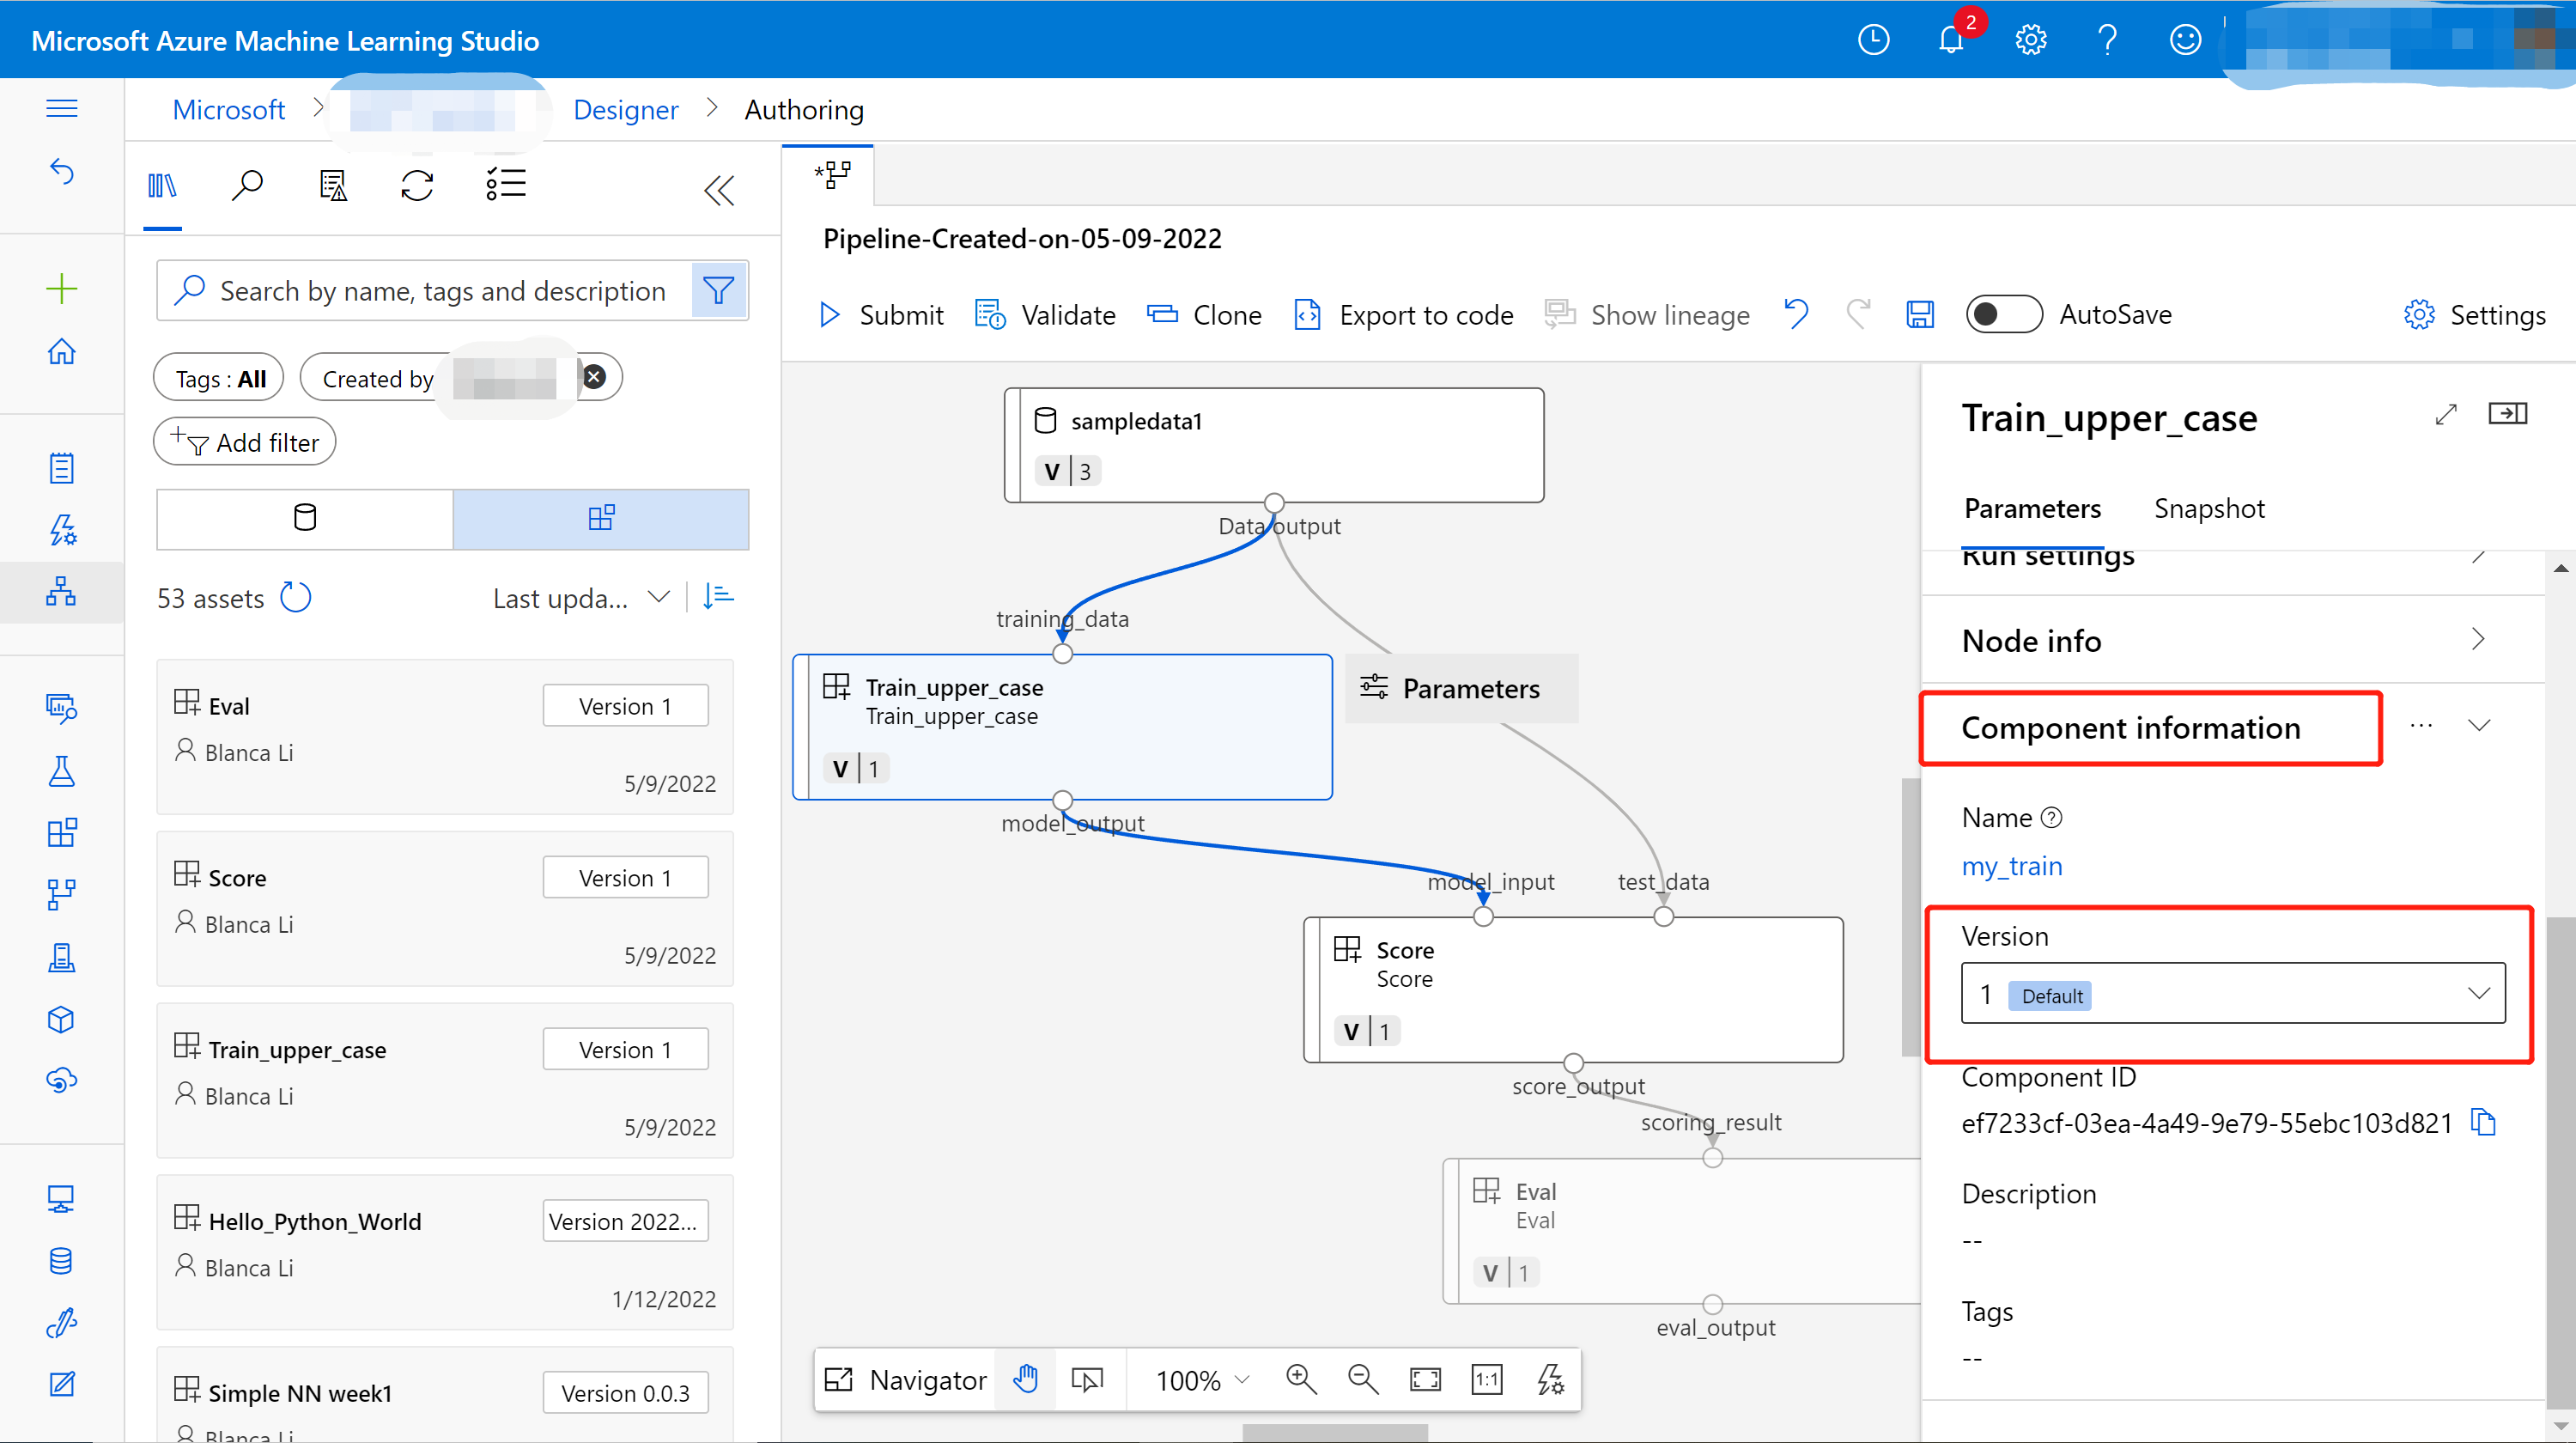 Microsoft Azure Machine Learning Studio
2
Microsoft > Designer > Authoring
Search by name, tags and description
Tags : All
Created by
Add filter
53 assets
Last upda...
Eval
Version 1
Blanca Li
5/9/2022
Score
Version 1
Blanca Li
5/9/2022
Train_upper_case
Version 1
Blanca Li
5/9/2022
Hello_Python_World
Version 2022...
Blanca Li
1/12/2022
Simple NN week1
Version 0.0.3
Blanca Li
Pipeline-Created-on-05-09-2022
Submit
Validate
Clone
Export to code
Show lineage
AutoSave
Settings
sampledata1
V 3
Data output
training_data
Train_upper_case
Train_upper_case
V 1
Parameters
model_output
model_input
test_data
Score
Score
V 1
score_output
scoring_result
Eval
Eval
V 1
eval_output
Navigator
100%
1:1
Train_upper_case
Parameters
Snapshot
Run settings
Node info
Component information
...
Name
my_train
Version
1 Default
Component ID
ef7233cf-03ea-4a49-9e79-55ebc103d821
Description
--
Tags
--